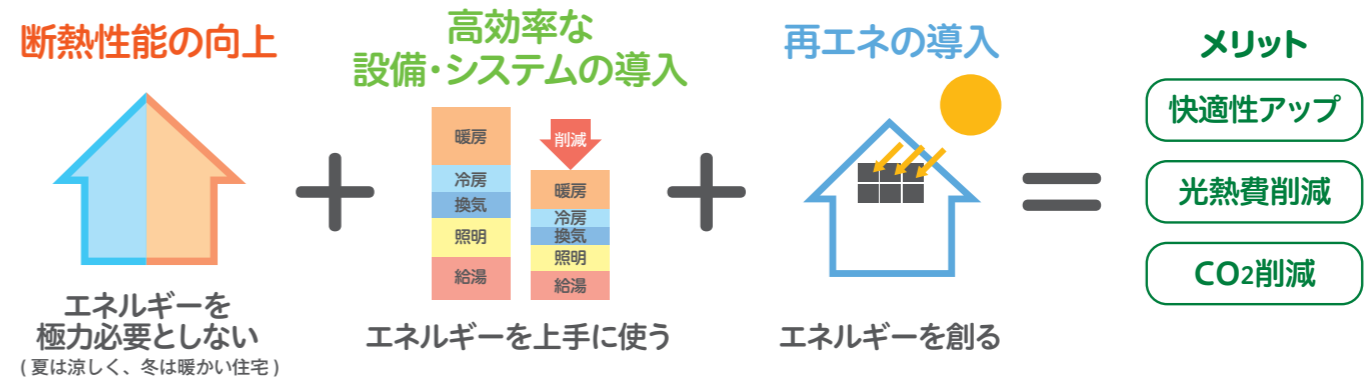 断熱性能の向上
エネルギーを
極力必要としない
(夏は涼しく、冬は暖かい住宅)
高効率な
設備・システムの導入
暖房
冷房
換気
照明
給湯
削減
暖房
冷房
換気
照明
給湯
エネルギーを上手に使う
再エネの導入
エネルギーを創る
メリット
快適性アップ
光熱費削減
CO2削減